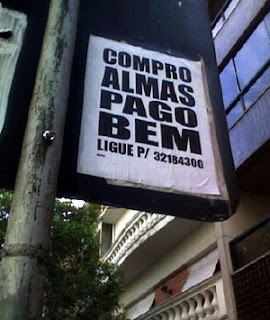 COMPRO
ALMAS
PAGO
BEM
LIGUE P/ 32184300